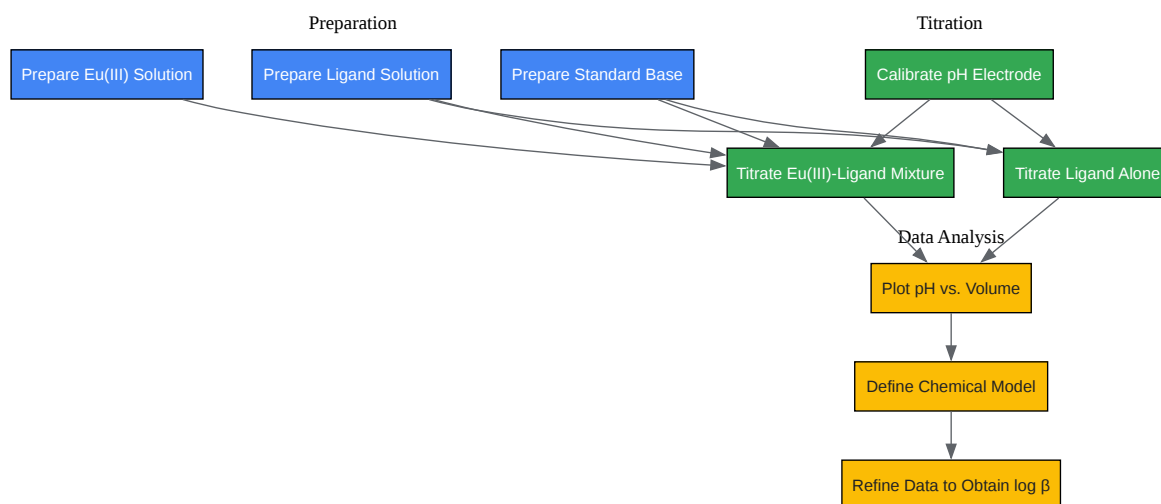 Preparation
Titration
Prepare Eu(III) Solution
Prepare Ligand Solution
Prepare Standard Base
Calibrate pH Electrode
Titrate Eu(III)-Ligand Mixture
Titrate Ligand Alone
Data Analysis
Plot pH vs. Volume
Define Chemical Model
Refine Data to Obtain log β